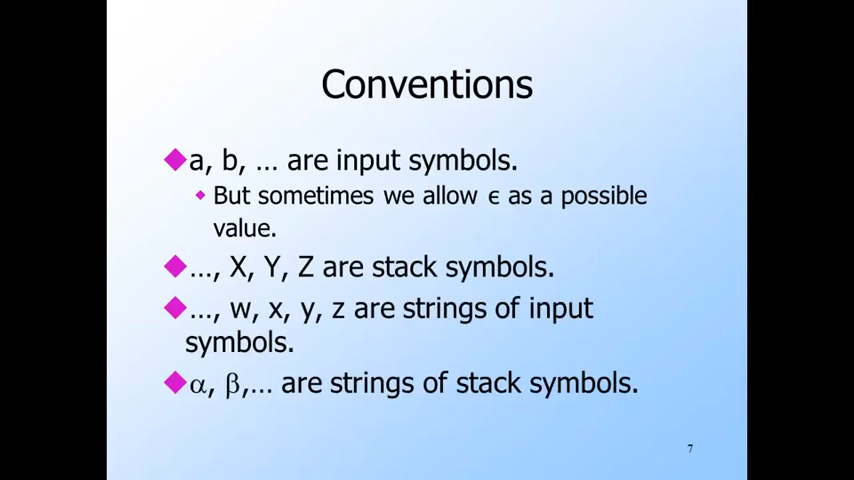 Conventions
a, b, … are input symbols.
But sometimes we allow ϵ as a possible
value.
…, X, Y, Z are stack symbols.
…, w, x, y, z are strings of input
symbols.
α, β,… are strings of stack symbols.
7